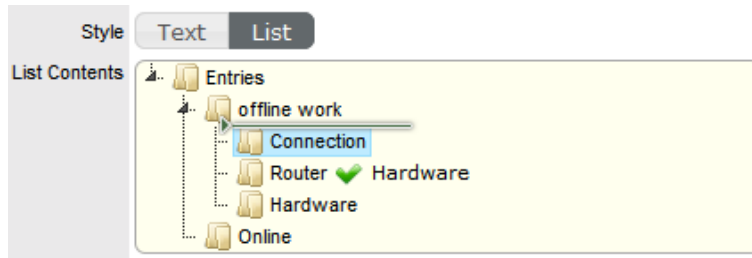 Style Text List
List Contents Entries
offline work
Connection
Router Hardware
Hardware
Online